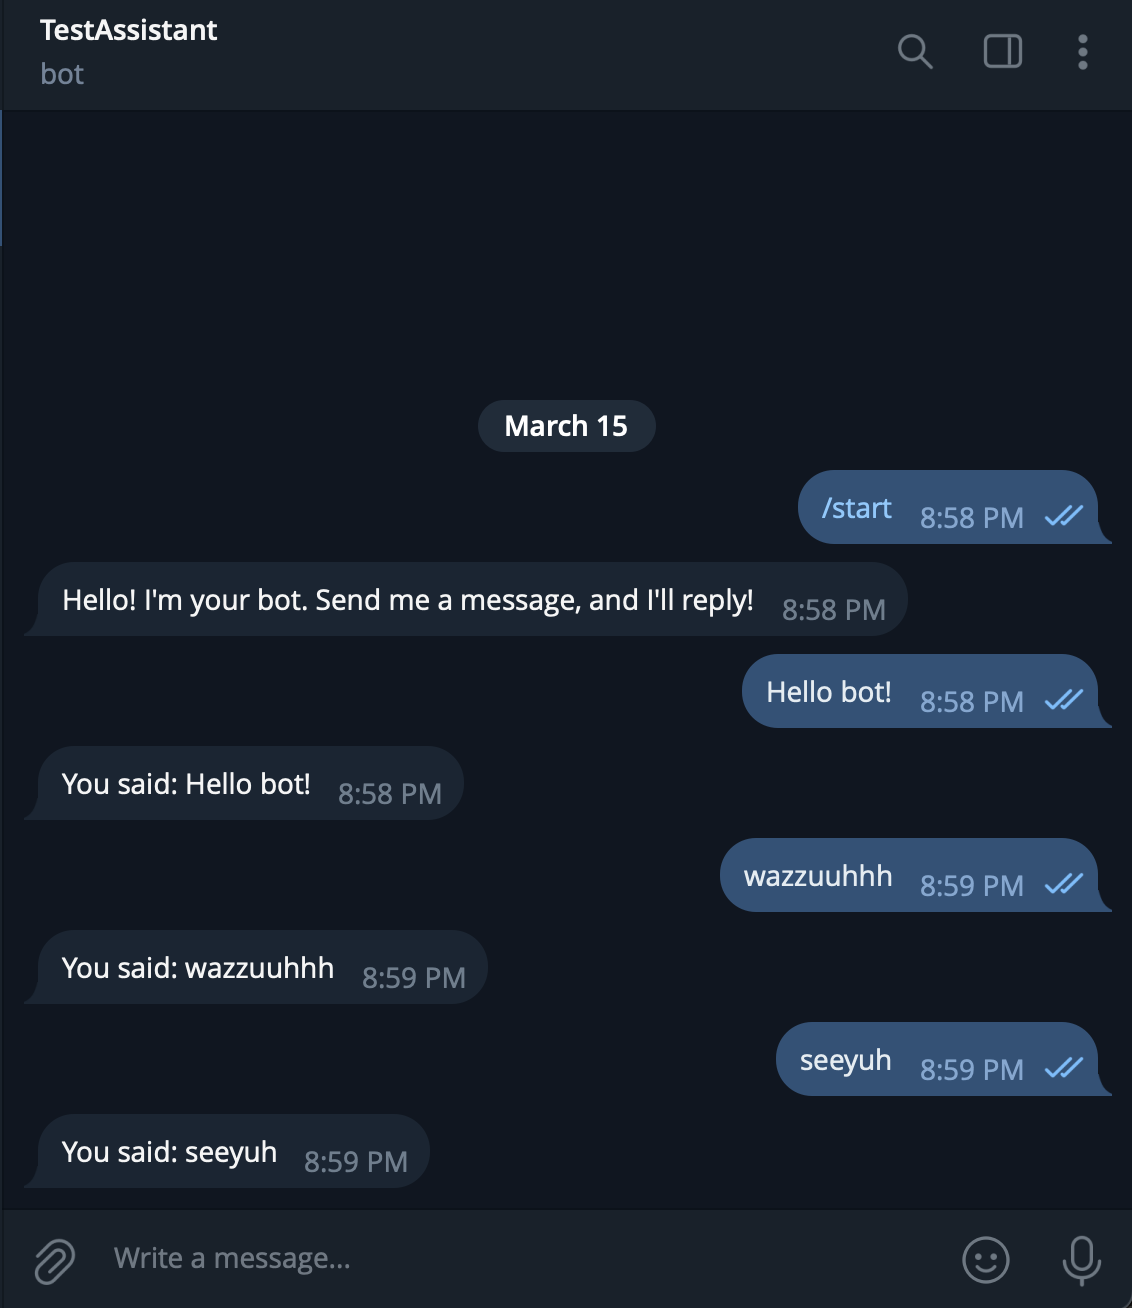 TestAssistant
bot
March 15
/start 8:58 PM
Hello! I'm your bot. Send me a message, and I'll reply! 8:58 PM
Hello bot! 8:58 PM
You said: Hello bot! 8:58 PM
wazzuuhhh 8:59 PM
You said: wazzuuhhh 8:59 PM
seeyuh 8:59 PM
You said: seeyuh 8:59 PM
Write a message...